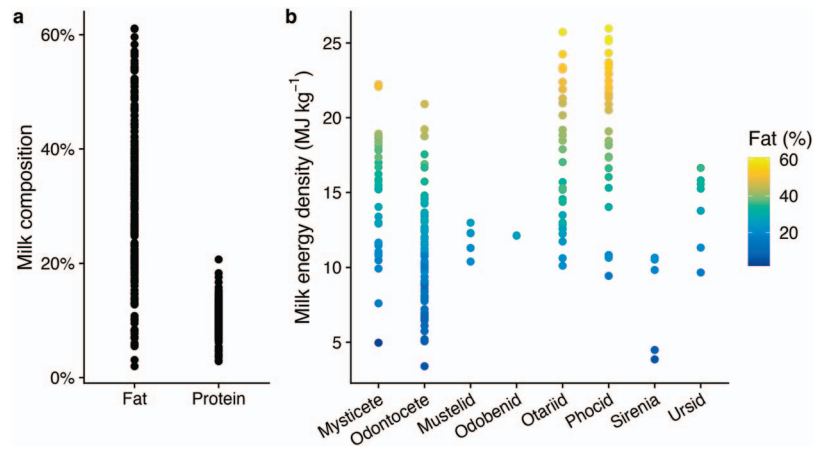 a
Milk composition
60%
40%
20%
0%
Fat
Protein
b
Milk energy density (MJ kg⁻¹)
25
20
15
10
5
Mysticete
Odontocete
Mustelid
Odobenid
Otariid
Phocid
Sirenia
Ursid
Fat (%)
60
40
20